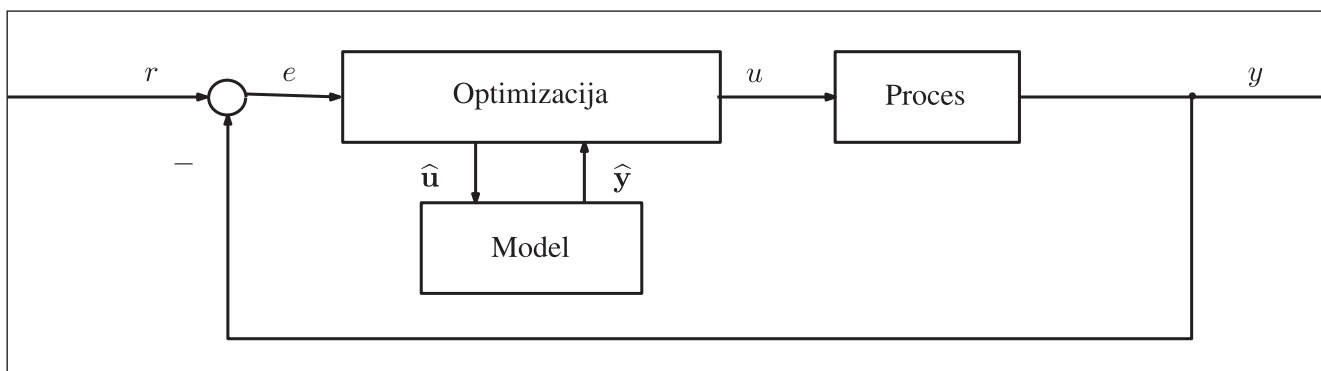 r
e
Optimizacija
u
Proces
y
−
û
ŷ
Model